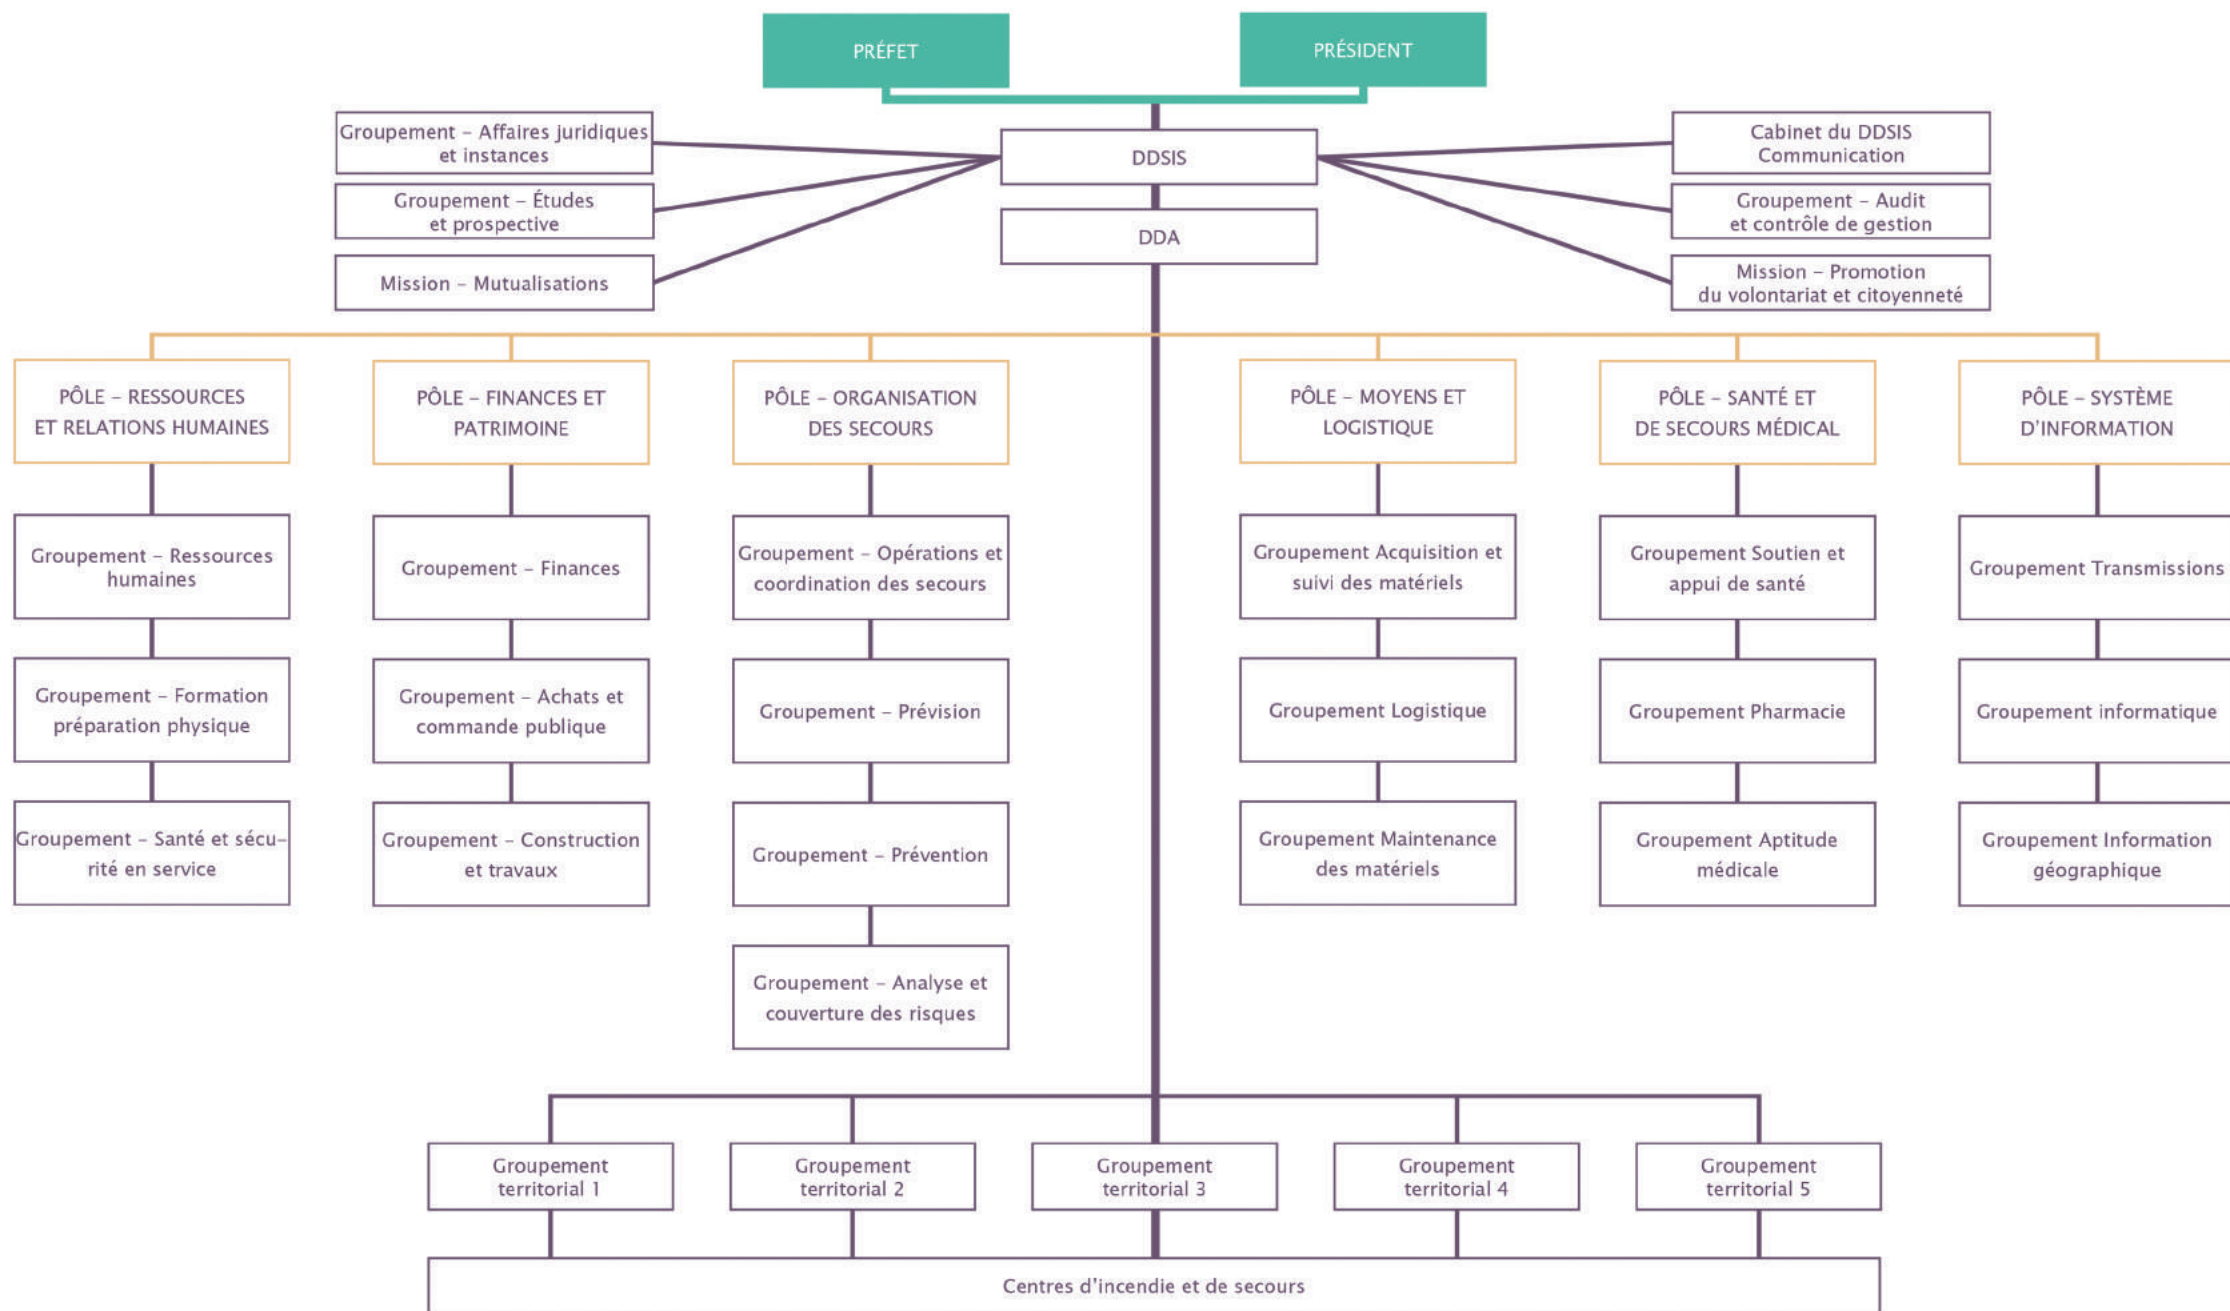 PRÉFET
PRÉSIDENT
Groupement – Affaires juridiques
et instances
Groupement – Études
et prospective
Mission – Mutualisations
DDSIS
DDA
Cabinet du DDSIS
Communication
Groupement – Audit
et contrôle de gestion
Mission – Promotion
du volontariat et citoyenneté
PÔLE – RESSOURCES
ET RELATIONS HUMAINES
Groupement – Ressources
humaines
Groupement – Formation
préparation physique
Groupement – Santé et sécu-
rité en service
PÔLE – FINANCES ET
PATRIMOINE
Groupement – Finances
Groupement – Achats et
commande publique
Groupement – Construction
et travaux
PÔLE – ORGANISATION
DES SECOURS
Groupement – Opérations et
coordination des secours
Groupement – Prévision
Groupement – Prévention
Groupement – Analyse et
couverture des risques
PÔLE – MOYENS ET
LOGISTIQUE
Groupement Acquisition et
suivi des matériels
Groupement Logistique
Groupement Maintenance
des matériels
PÔLE – SANTÉ ET
DE SECOURS MÉDICAL
Groupement Soutien et
appui de santé
Groupement Pharmacie
Groupement Aptitude
médicale
PÔLE – SYSTÈME
D'INFORMATION
Groupement Transmissions
Groupement informatique
Groupement Information
géographique
Groupement
territorial 1
Groupement
territorial 2
Groupement
territorial 3
Groupement
territorial 4
Groupement
territorial 5
Centres d'incendie et de secours